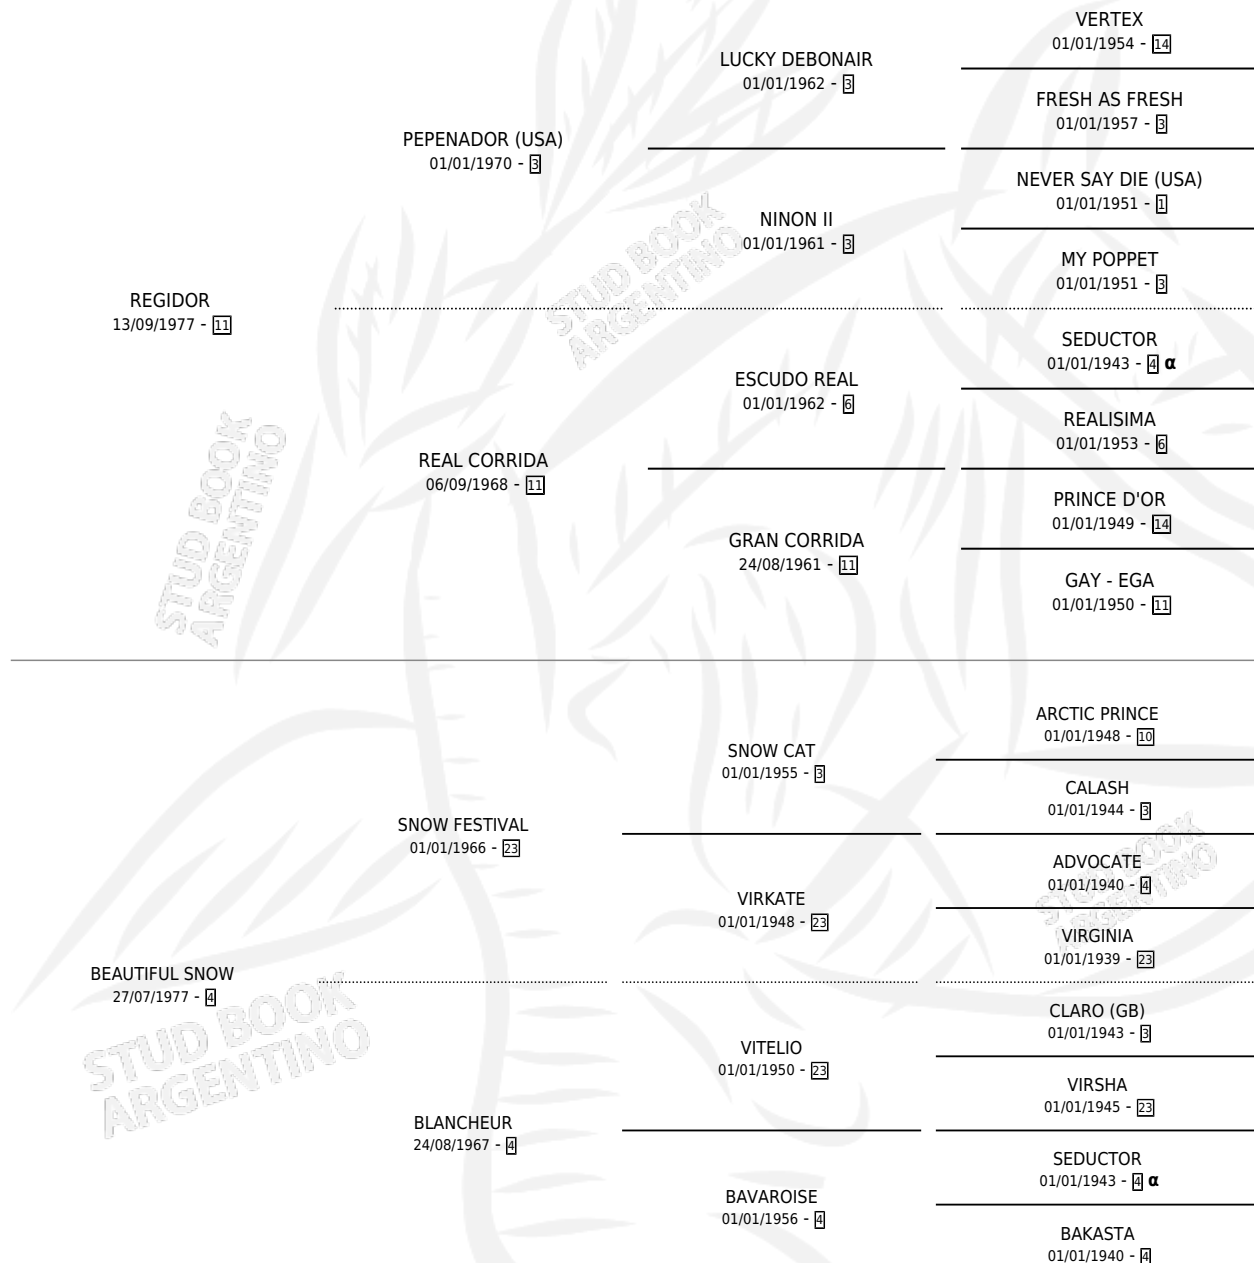 VERTEX
01/01/1954 - 14
LUCKY DEBONAIR
01/01/1962 - 3
FRESH AS FRESH
01/01/1957 - 3
PEPENADOR (USA)
01/01/1970 - 3
NEVER SAY DIE (USA)
01/01/1951 - 1
NINON II
01/01/1961 - 3
MY POPPET
01/01/1951 - 3
REGIDOR
13/09/1977 - 11
SEDUCTOR
01/01/1943 - 4 α
ESCUDO REAL
01/01/1962 - 6
REALISIMA
01/01/1953 - 6
REAL CORRIDA
06/09/1968 - 11
PRINCE D'OR
01/01/1949 - 14
GRAN CORRIDA
24/08/1961 - 11
GAY - EGA
01/01/1950 - 11
ARCTIC PRINCE
01/01/1948 - 10
SNOW CAT
01/01/1955 - 3
CALASH
01/01/1944 - 3
SNOW FESTIVAL
01/01/1966 - 23
ADVOCATE
01/01/1940 - 4
VIRKATE
01/01/1948 - 23
VIRGINIA
01/01/1939 - 23
BEAUTIFUL SNOW
27/07/1977 - 4
CLARO (GB)
01/01/1943 - 3
VITELIO
01/01/1950 - 23
VIRSHA
01/01/1945 - 23
BLANCHEUR
24/08/1967 - 4
SEDUCTOR
01/01/1943 - 4 α
BAVAROISE
01/01/1956 - 4
BAKASTA
01/01/1940 - 4
STUD BOOK
ARGENTINO
STUD BOOK
ARGENTINO
STUD BOOK
ARGENTINO
STUD BOOK
ARGENTINO